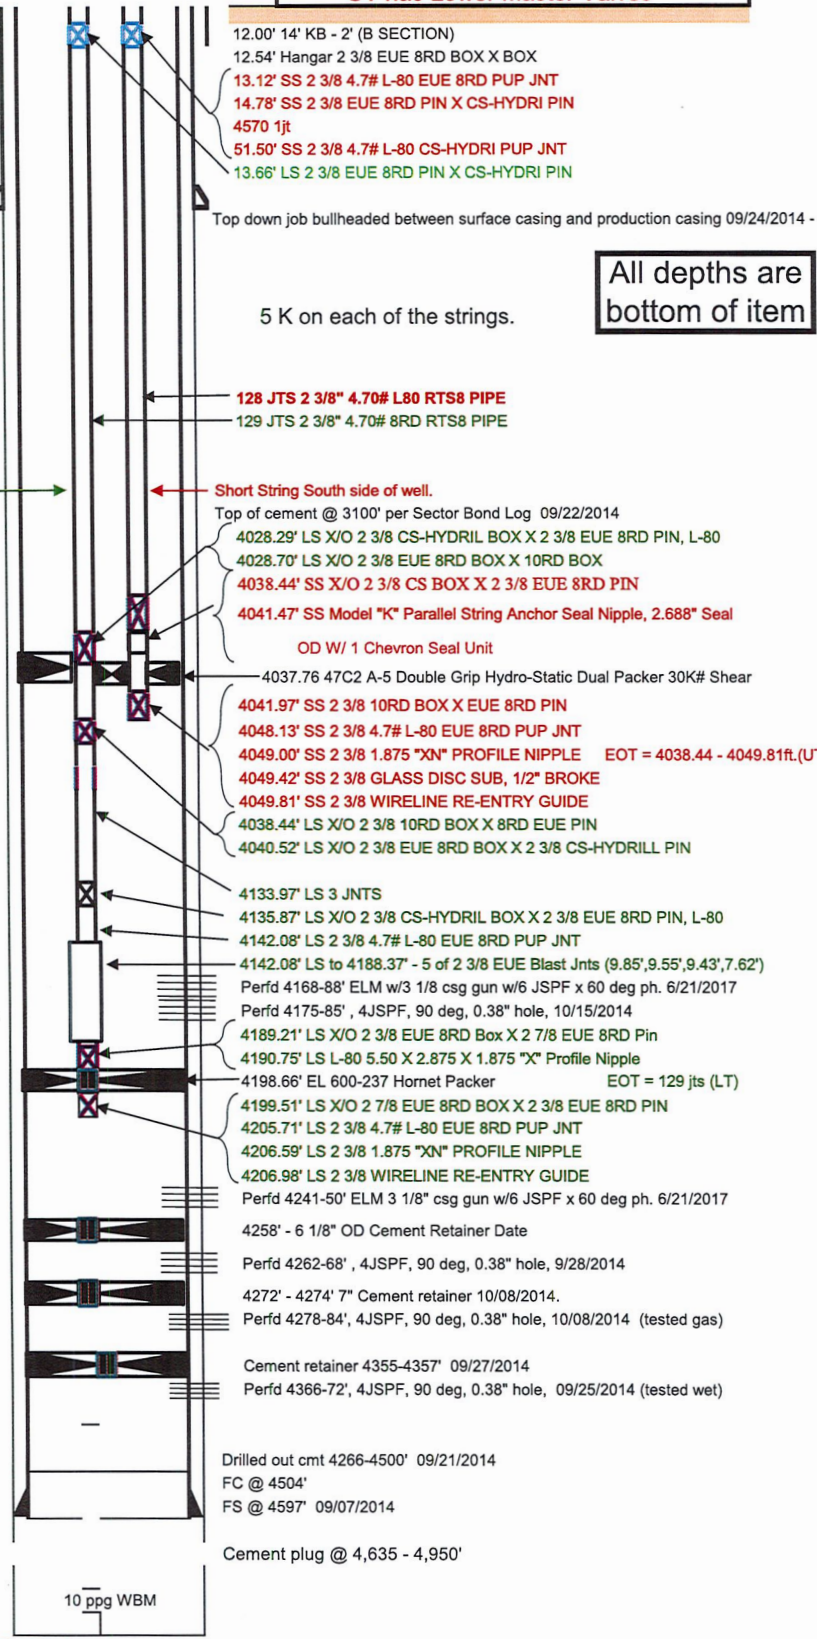 12.00' 14' KB - 2' (B SECTION)
12.54' Hangar 2 3/8 EUE 8RD BOX X BOX
13.12' SS 2 3/8 4.7# L-80 EUE 8RD PUP JNT
14.78' SS 2 3/8 EUE 8RD PIN X CS-HYDRI PIN
4570 1jt
51.50' SS 2 3/8 4.7# L-80 CS-HYDRI PUP JNT
13.66' LS 2 3/8 EUE 8RD PIN X CS-HYDRI PIN
Top down job bullheaded between surface casing and production casing 09/24/2014 -
All depths are
bottom of item
5 K on each of the strings.
128 JTS 2 3/8" 4.70# L80 RTS8 PIPE
129 JTS 2 3/8" 4.70# 8RD RTS8 PIPE
Short String South side of well.
Top of cement @ 3100' per Sector Bond Log 09/22/2014
4028.29' LS X/O 2 3/8 CS-HYDRIL BOX X 2 3/8 EUE 8RD PIN, L-80
4028.70' LS X/O 2 3/8 EUE 8RD BOX X 10RD BOX
4038.44' SS X/O 2 3/8 CS BOX X 2 3/8 EUE 8RD PIN
4041.47' SS Model "K" Parallel String Anchor Seal Nipple, 2.688" Seal
OD W/ 1 Chevron Seal Unit
4037.76 47C2 A-5 Double Grip Hydro-Static Dual Packer 30K# Shear
4041.97' SS 2 3/8 10RD BOX X EUE 8RD PIN
4048.13' SS 2 3/8 4.7# L-80 EUE 8RD PUP JNT
4049.00' SS 2 3/8 1.875 "XN" PROFILE NIPPLE EOT = 4038.44 - 4049.81ft.(UT
4049.42' SS 2 3/8 GLASS DISC SUB, 1/2" BROKE
4049.81' SS 2 3/8 WIRELINE RE-ENTRY GUIDE
4038.44' LS X/O 2 3/8 10RD BOX X 8RD EUE PIN
4040.52' LS X/O 2 3/8 EUE 8RD BOX X 2 3/8 CS-HYDRILL PIN
4133.97' LS 3 JNTS
4135.87' LS X/O 2 3/8 CS-HYDRIL BOX X 2 3/8 EUE 8RD PIN, L-80
4142.08' LS 2 3/8 4.7# L-80 EUE 8RD PUP JNT
4142.08' LS to 4188.37' - 5 of 2 3/8 EUE Blast Jnts (9.85',9.55',9.43',7.62')
Perfd 4168-88' ELM w/3 1/8 csg gun w/6 JSPF x 60 deg ph. 6/21/2017
Perfd 4175-85' , 4JSPF, 90 deg, 0.38" hole, 10/15/2014
4189.21' LS X/O 2 3/8 EUE 8RD Box X 2 7/8 EUE 8RD Pin
4190.75' LS L-80 5.50 X 2.875 X 1.875 "X" Profile Nipple
4198.66' EL 600-237 Hornet Packer EOT = 129 jts (LT)
4199.51' LS X/O 2 7/8 EUE 8RD BOX X 2 3/8 EUE 8RD PIN
4205.71' LS 2 3/8 4.7# L-80 EUE 8RD PUP JNT
4206.59' LS 2 3/8 1.875 "XN" PROFILE NIPPLE
4206.98' LS 2 3/8 WIRELINE RE-ENTRY GUIDE
Perfd 4241-50' ELM 3 1/8" csg gun w/6 JSPF x 60 deg ph. 6/21/2017
4258' - 6 1/8" OD Cement Retainer Date
Perfd 4262-68' , 4JSPF, 90 deg, 0.38" hole, 9/28/2014
4272' - 4274' 7" Cement retainer 10/08/2014.
Perfd 4278-84', 4JSPF, 90 deg, 0.38" hole, 10/08/2014 (tested gas)
Cement retainer 4355-4357' 09/27/2014
Perfd 4366-72', 4JSPF, 90 deg, 0.38" hole, 09/25/2014 (tested wet)
Drilled out cmt 4266-4500' 09/21/2014
FC @ 4504'
FS @ 4597' 09/07/2014
Cement plug @ 4,635 - 4,950'
10 ppg WBM